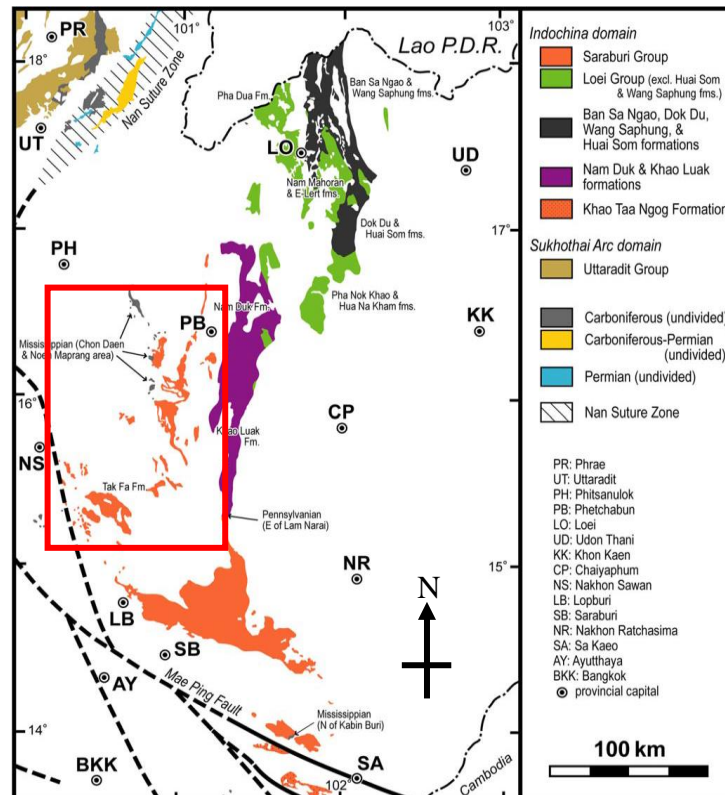 101°
103°
PR
18°
Lao P.D.R.
Nan Suture Zone
Pha Dua Fm.
Ban Sa Ngao &
Wang Saphung fms.
UT
LO
UD
Nam Mahoran
& E-Lert fms.
Dok Du &
Huai Som fms.
17°
PH
Pha Nok Khao &
Hua Na Kham fms.
Nam Duk Fm.
PB
KK
Mississippian (Chon Daen
& Noen Maprang area)
16°
CP
Khao Luak
Fm.
NS
Tak Fa Fm.
Pennsylvanian
(E of Lam Narai)
15°
NR
N
LB
SB
AY
Mae Ping Fault
Mississippian
(N of Kabin Buri)
14°
BKK
SA
102°
Cambodia
Indochina domain
Saraburi Group
Loei Group (excl. Huai Som
& Wang Saphung fms.)
Ban Sa Ngao, Dok Du,
Wang Saphung, &
Huai Som formations
Nam Duk & Khao Luak
formations
Khao Taa Ngog Formation
Sukhothai Arc domain
Uttaradit Group
Carboniferous (undivided)
Carboniferous-Permian
(undivided)
Permian (undivided)
Nan Suture Zone
PR: Phrae
UT: Uttaradit
PH: Phitsanulok
PB: Phetchabun
LO: Loei
UD: Udon Thani
KK: Khon Kaen
CP: Chaiyaphum
NS: Nakhon Sawan
LB: Lopburi
SB: Saraburi
NR: Nakhon Ratchasima
SA: Sa Kaeo
AY: Ayutthaya
BKK: Bangkok
provincial capital
100 km